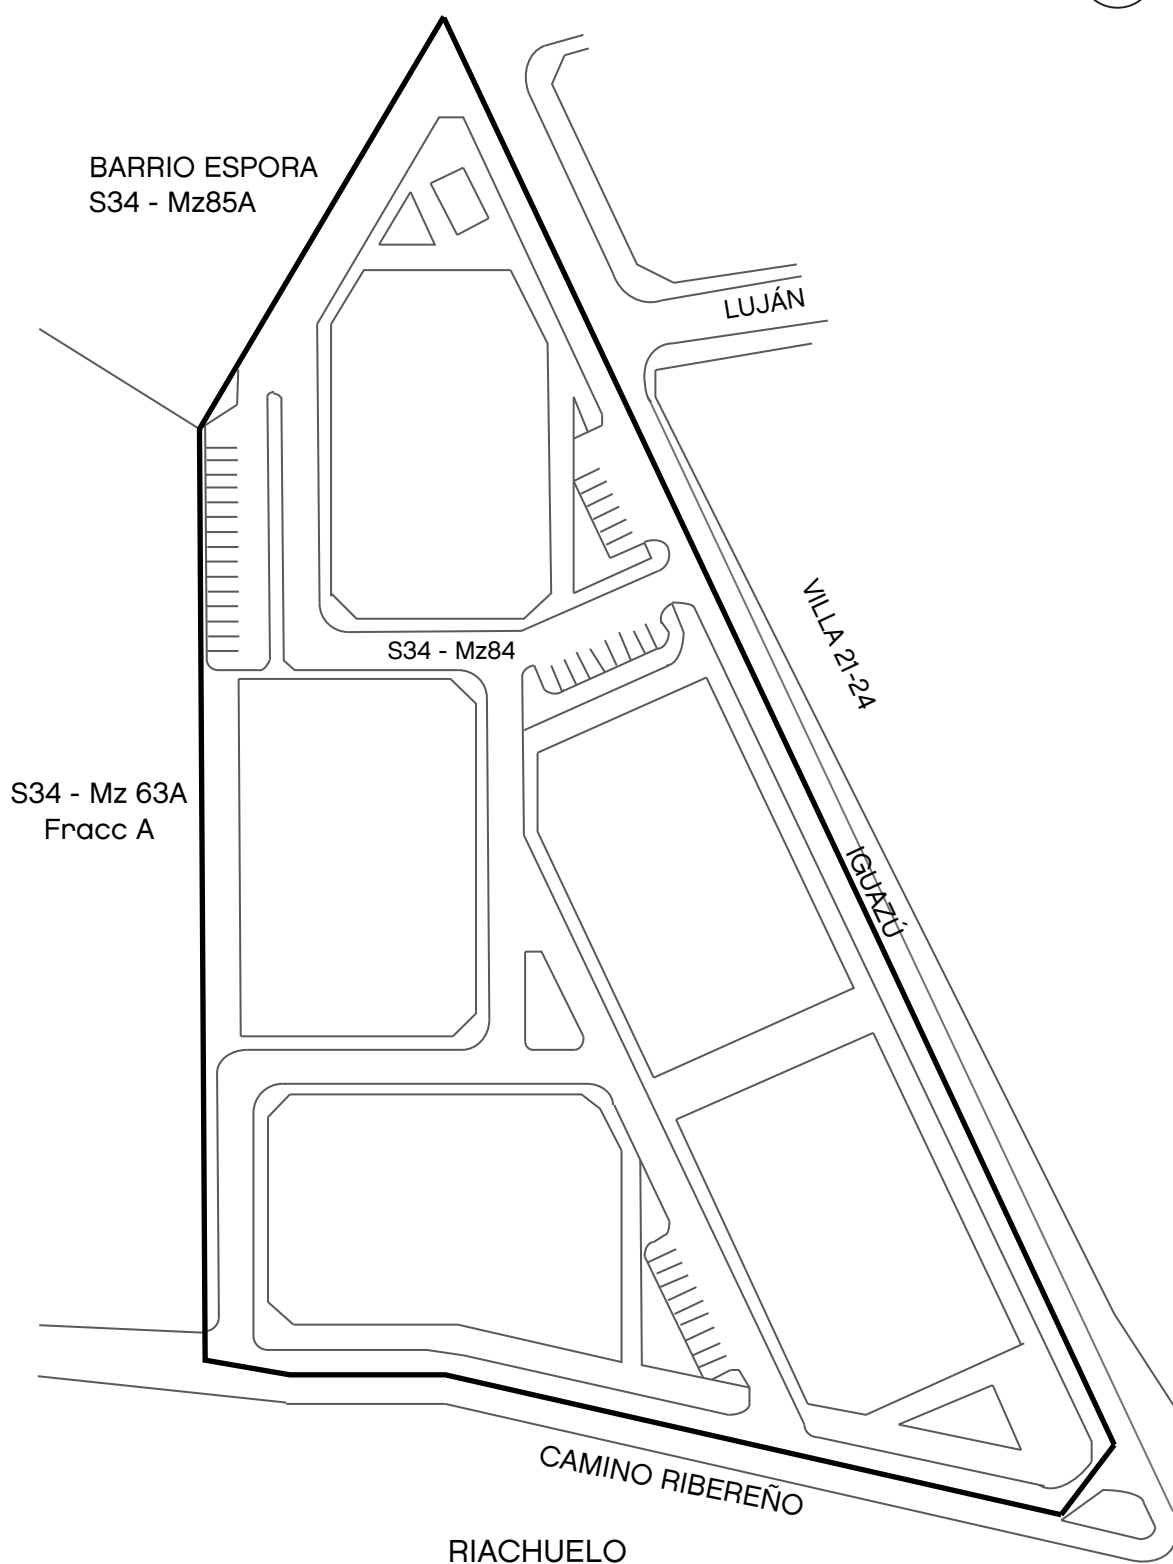 BARRIO ESPORA
S34 - Mz85A
LUJÁN
VILLA 21-24
S34 - Mz84
S34 - Mz 63A
Fracc A
IGUAZÚ
CAMINO RIBEREÑO
RIACHUELO